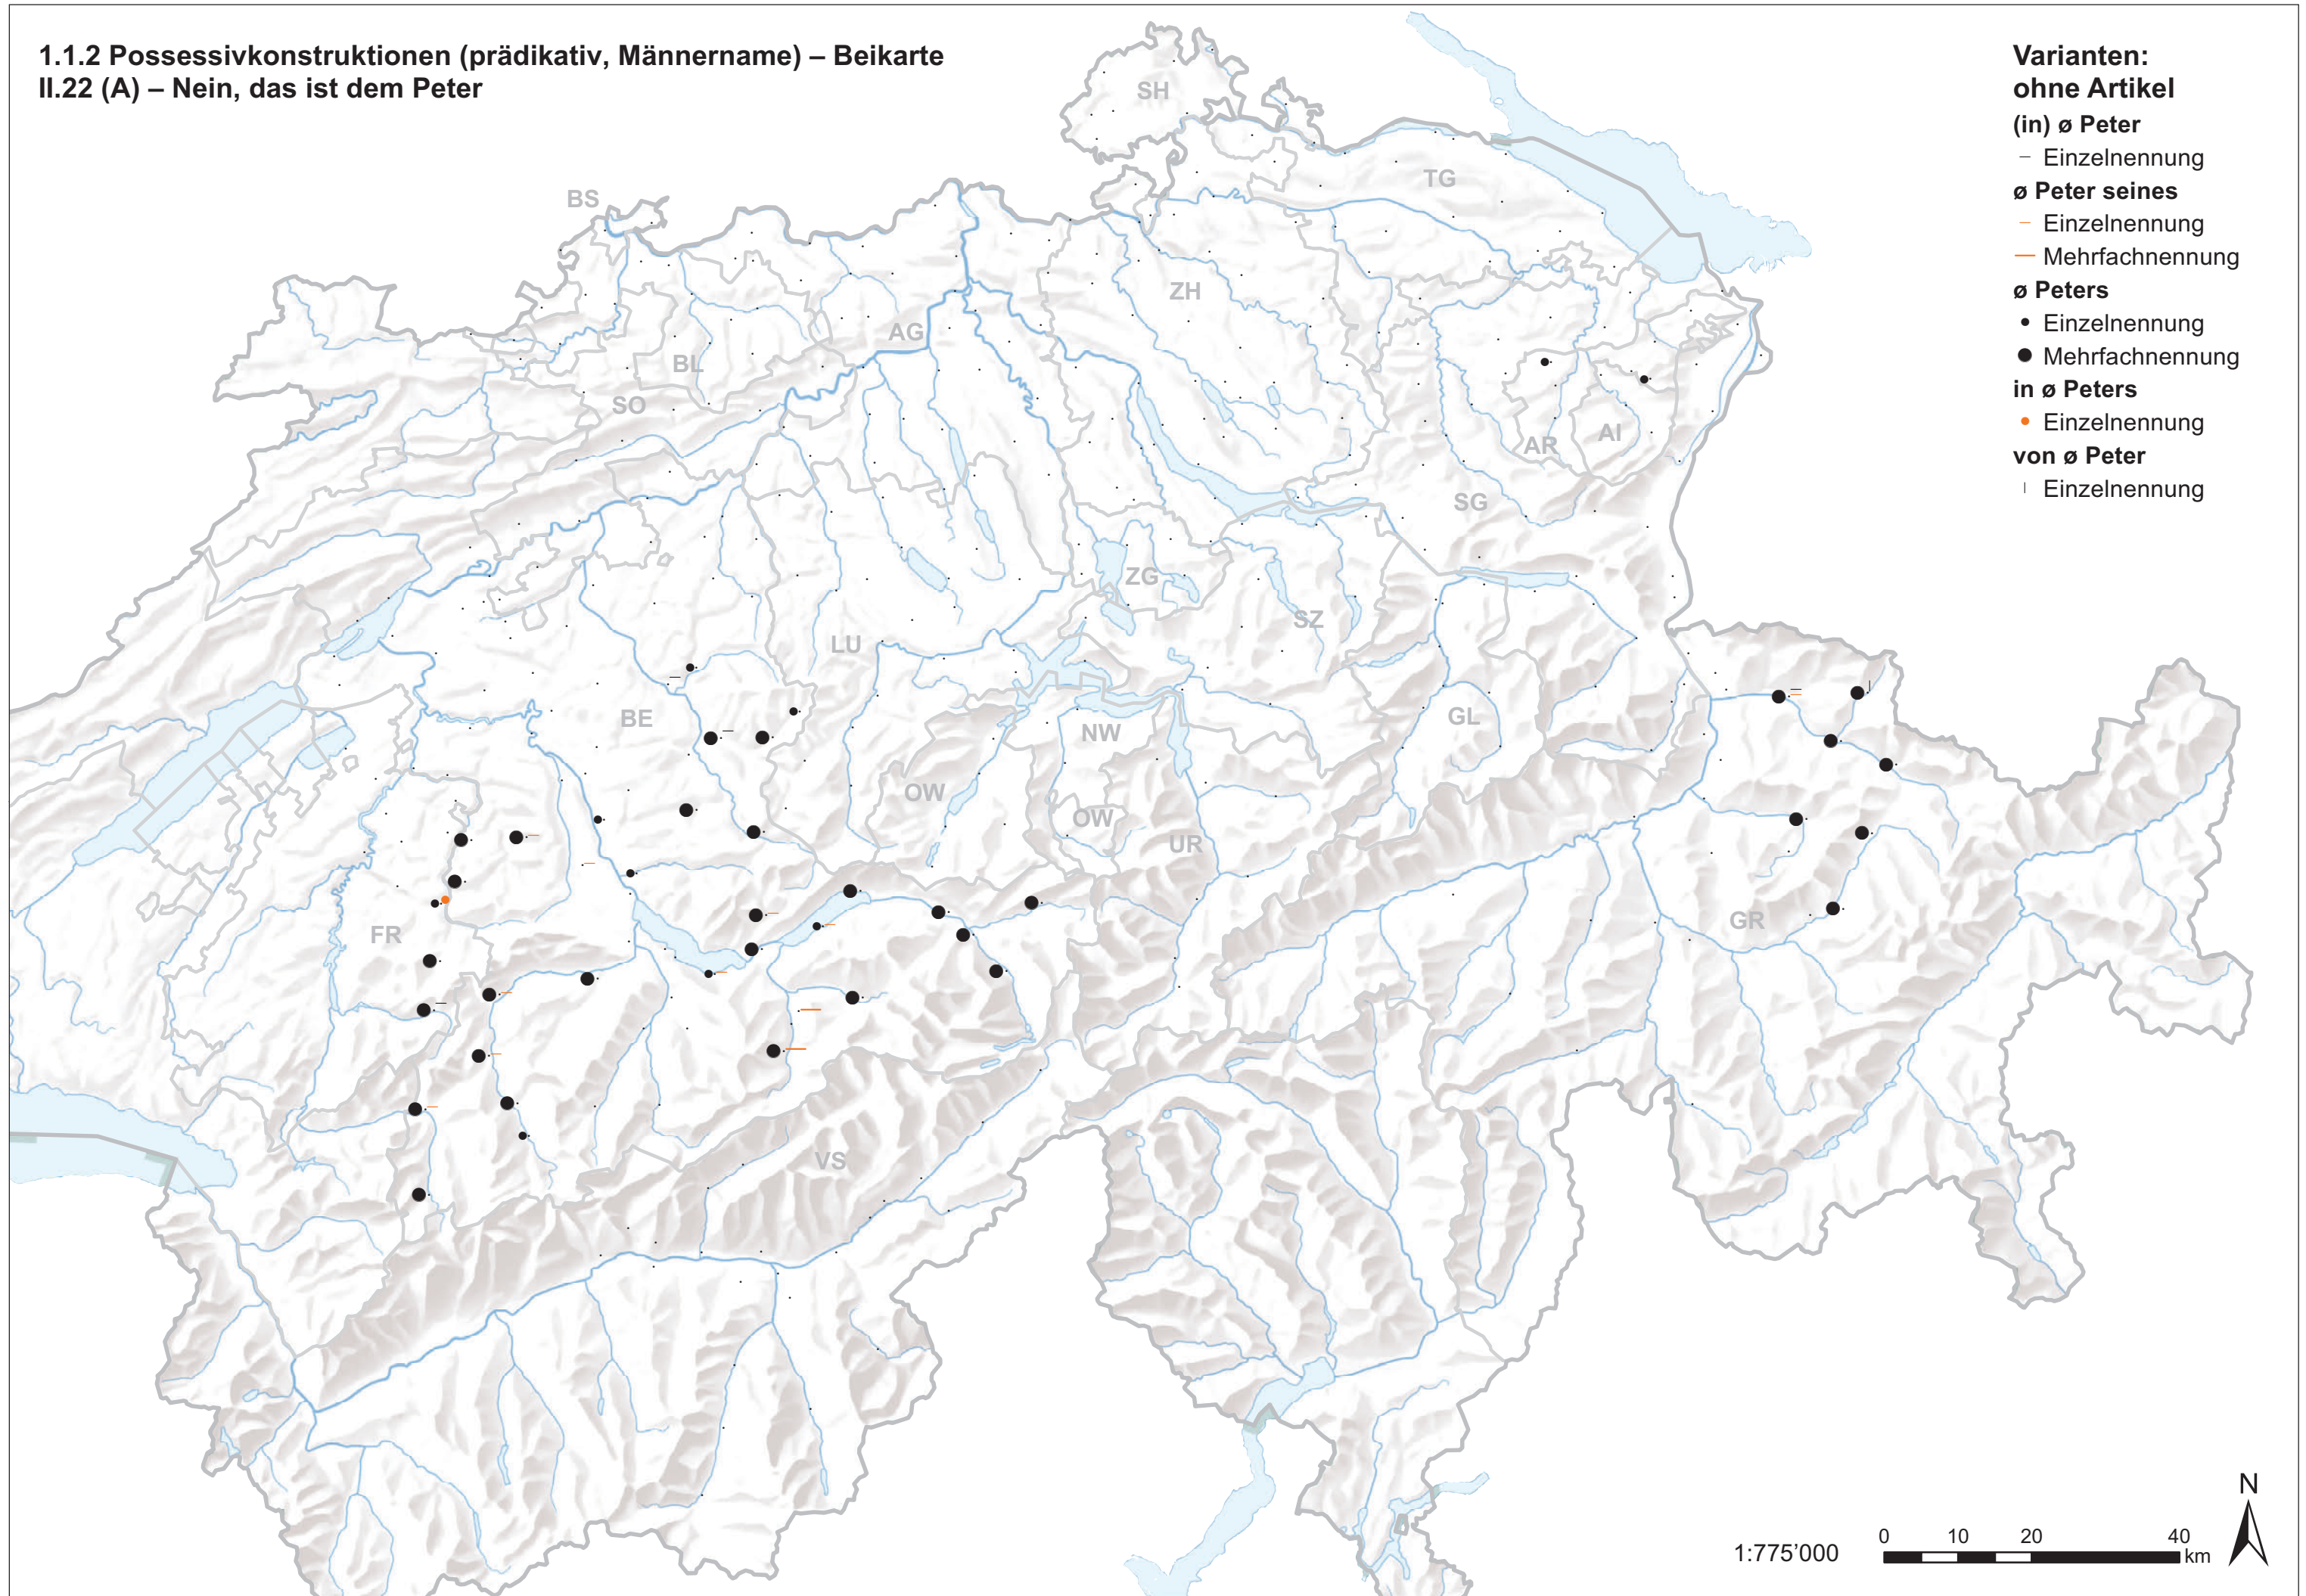 1.1.2 Possessivkonstruktionen (prädikativ, Männername) – Beikarte
II.22 (A) – Nein, das ist dem Peter
Varianten:
ohne Artikel
(in) ø Peter
Einzelnennung
ø Peter seines
Einzelnennung
Mehrfachnennung
ø Peters
Einzelnennung
Mehrfachnennung
in ø Peters
Einzelnennung
von ø Peter
Einzelnennung
SH
TG
BS
ZH
AG
BL
SO
AR
AI
SG
ZG
SZ
LU
BE
NW
GL
OW
OW
UR
FR
GR
VS
N
1:775'000
0 10 20 40
km